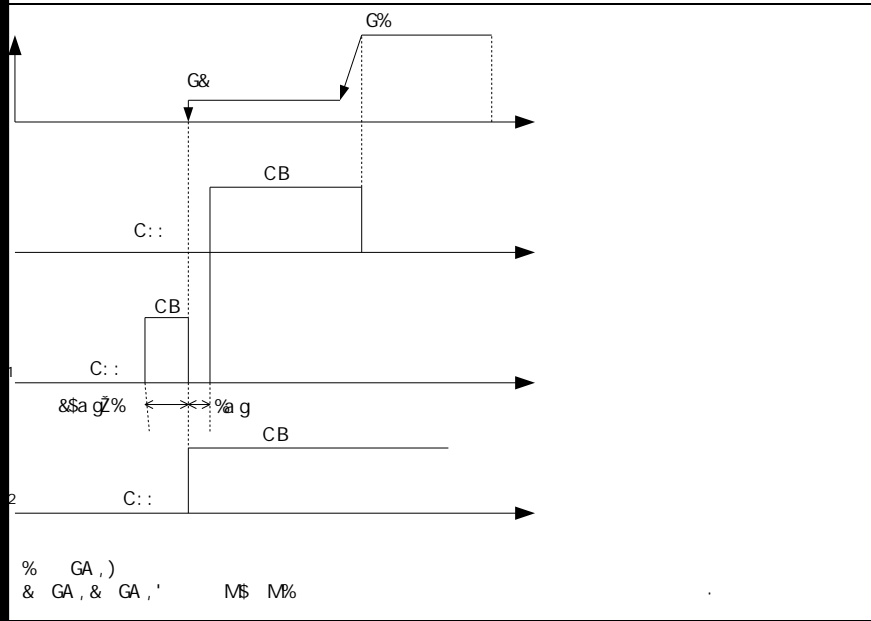 G%
G&
CB
C::
CB
1
C::
&$a gŽ%
%a g
CB
2
C::
% GA,)
& GA,& GA,' M$ M% .